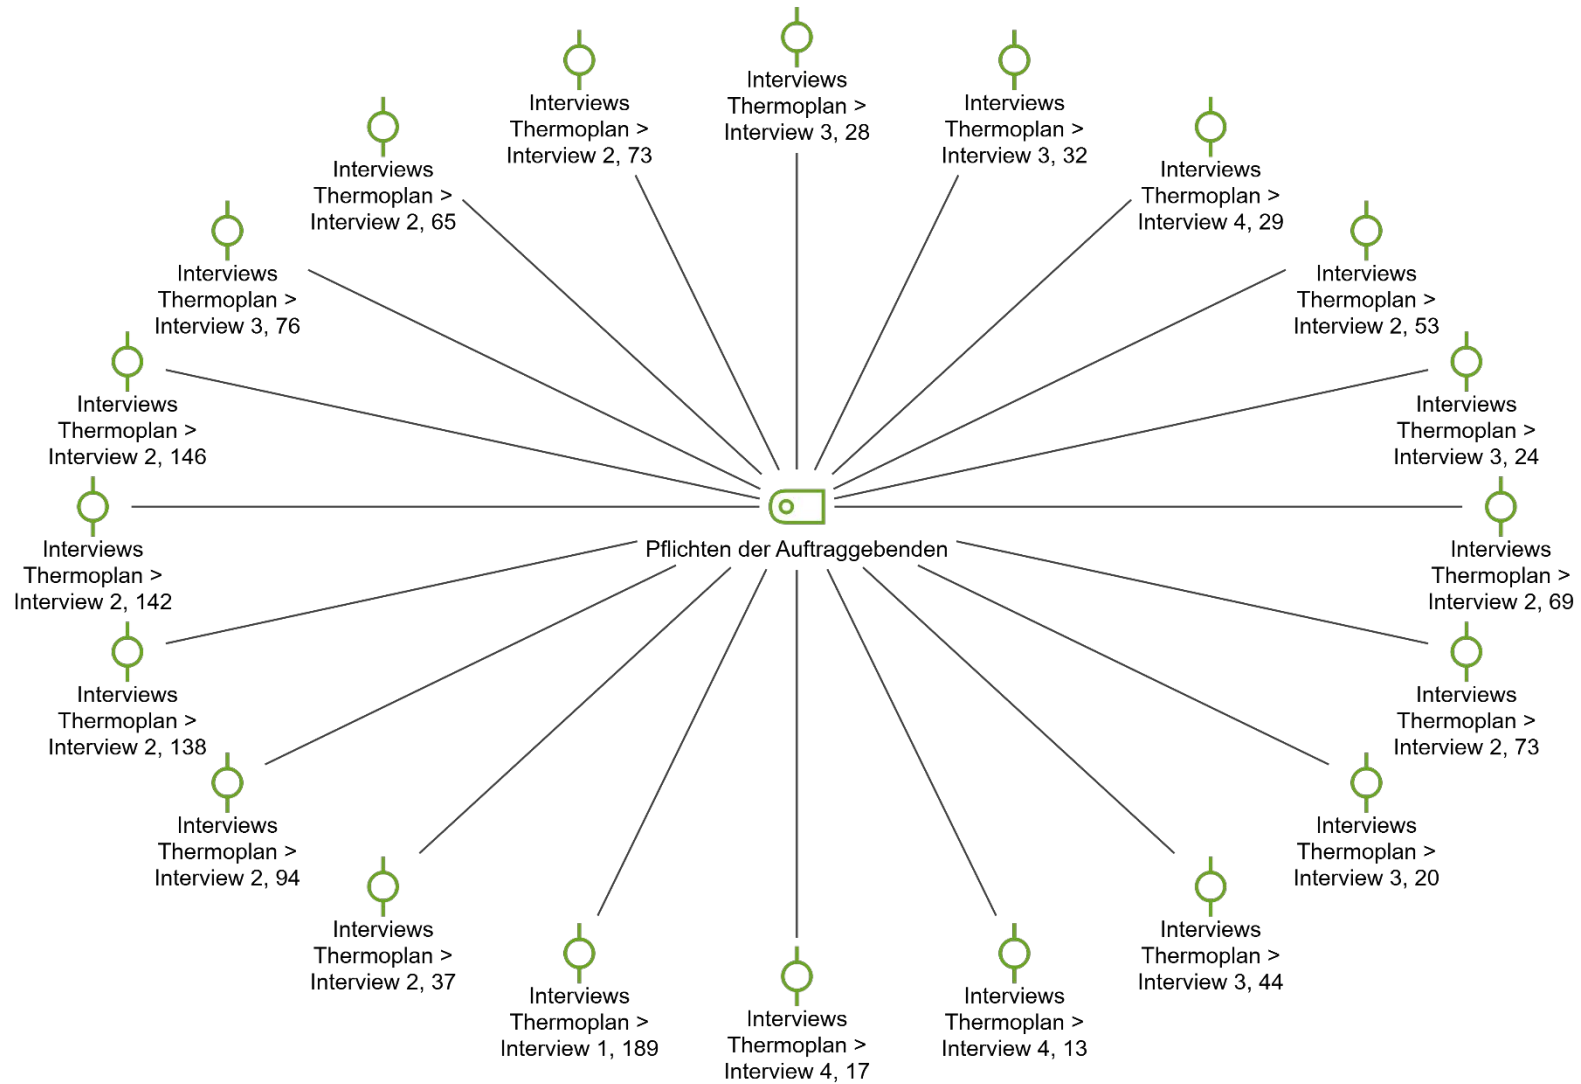 Interviews
Thermoplan >
Interview 3, 28
Interviews
Thermoplan >
Interview 2, 73
Interviews
Thermoplan >
Interview 3, 32
Interviews
Thermoplan >
Interview 2, 65
Interviews
Thermoplan >
Interview 4, 29
Interviews
Thermoplan >
Interview 3, 76
Interviews
Thermoplan >
Interview 2, 53
Interviews
Thermoplan >
Interview 2, 146
Interviews
Thermoplan >
Interview 3, 24
Interviews
Thermoplan >
Interview 2, 142
Pflichten der Auftraggebenden
Interviews
Thermoplan >
Interview 2, 69
Interviews
Thermoplan >
Interview 2, 138
Interviews
Thermoplan >
Interview 2, 73
Interviews
Thermoplan >
Interview 2, 94
Interviews
Thermoplan >
Interview 3, 20
Interviews
Thermoplan >
Interview 2, 37
Interviews
Thermoplan >
Interview 3, 44
Interviews
Thermoplan >
Interview 1, 189
Interviews
Thermoplan >
Interview 4, 17
Interviews
Thermoplan >
Interview 4, 13